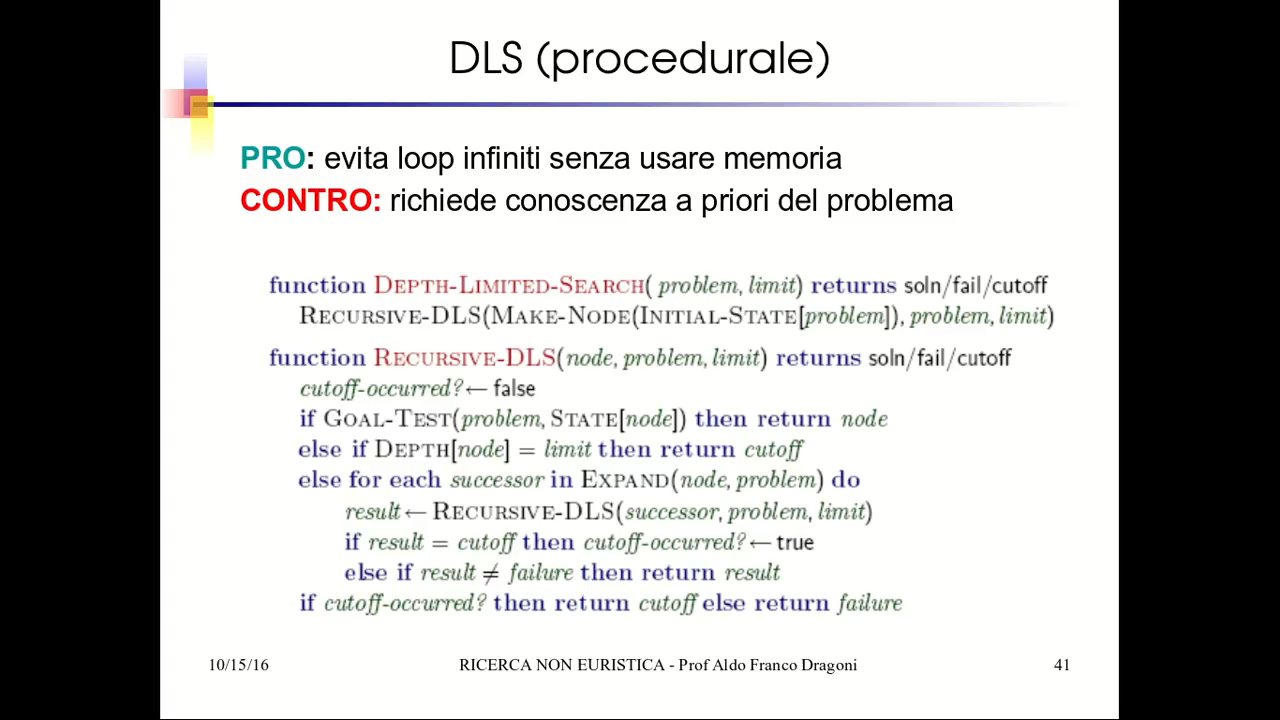 DLS (procedurale)
PRO: evita loop infiniti senza usare memoria
CONTRO: richiede conoscenza a priori del problema
function DEPTH-LIMITED-SEARCH( problem, limit) returns soln/fail/cutoff
RECURSIVE-DLS(MAKE-NODE(INITIAL-STATE[problem]), problem, limit)
function RECURSIVE-DLS(node, problem, limit) returns soln/fail/cutoff
cutoff-occurred? ← false
if GOAL-TEST(problem, STATE[node]) then return node
else if DEPTH[node] = limit then return cutoff
else for each successor in EXPAND(node, problem) do
result ← RECURSIVE-DLS(successor, problem, limit)
if result = cutoff then cutoff-occurred? ← true
else if result ≠ failure then return result
if cutoff-occurred? then return cutoff else return failure
10/15/16 RICERCA NON EURISTICA - Prof Aldo Franco Dragoni 41